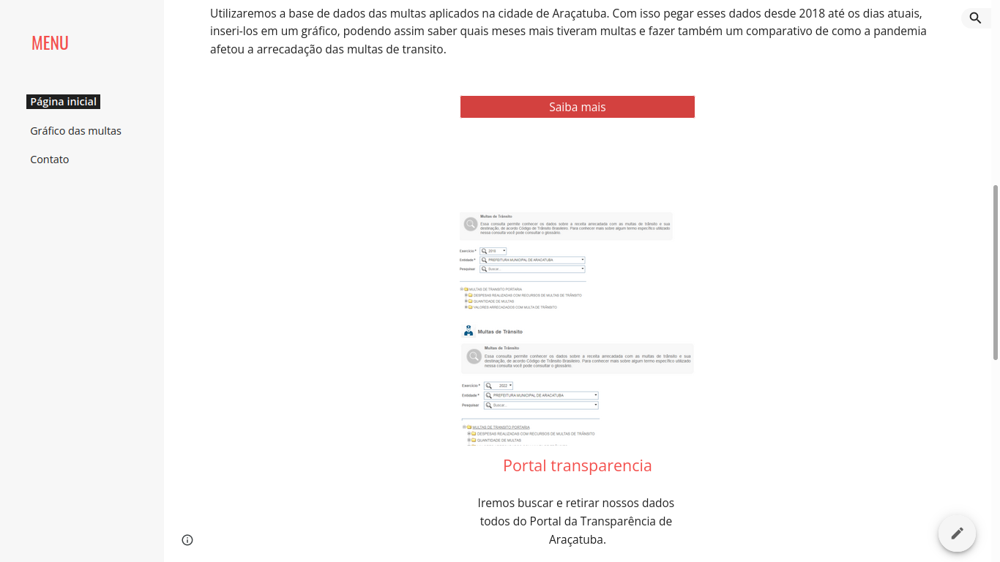 Utilizaremos a base de dados das multas aplicados na cidade de Araçatuba. Com isso pegar esses dados desde 2018 até os dias atuais,
inseri-los em um gráfico, podendo assim saber quais meses mais tiveram multas e fazer também um comparativo de como a pandemia
afetou a arrecadação das multas de transito.
MENU
Página inicial
Gráfico das multas
Contato
Saiba mais
Multas de Trânsito
Essa consulta permite conhecer os dados sobre a receita arrecadada com as multas de trânsito e sua
destinação, de acordo Código de Trânsito Brasileiro. Para conhecer mais sobre algum termo específico utilizado
nessa consulta você pode consultar o glossário.
Exercício * 2018
Entidade * PREFEITURA MUNICIPAL DE ARACATUBA
Pesquisar Buscar...
MULTAS DE TRANSITO PORTARIA
DESPESAS REALIZADAS COM RECURSOS DE MULTAS DE TRÂNSITO
QUANTIDADE DE MULTAS
VALORES ARRECADADOS COM MULTA DE TRÂNSITO
Multas de Trânsito
Multas de Trânsito
Essa consulta permite conhecer os dados sobre a receita arrecadada com as multas de trânsito e sua
destinação, de acordo Código de Trânsito Brasileiro. Para conhecer mais sobre algum termo específico utilizado
nessa consulta você pode consultar o glossário.
Exercício * 2022
Entidade * PREFEITURA MUNICIPAL DE ARACATUBA
Pesquisar Buscar...
MULTAS DE TRANSITO PORTARIA
DESPESAS REALIZADAS COM RECURSOS DE MULTAS DE TRÂNSITO
QUANTIDADE DE MULTAS
Portal transparencia
Iremos buscar e retirar nossos dados
todos do Portal da Transparência de
Araçatuba.